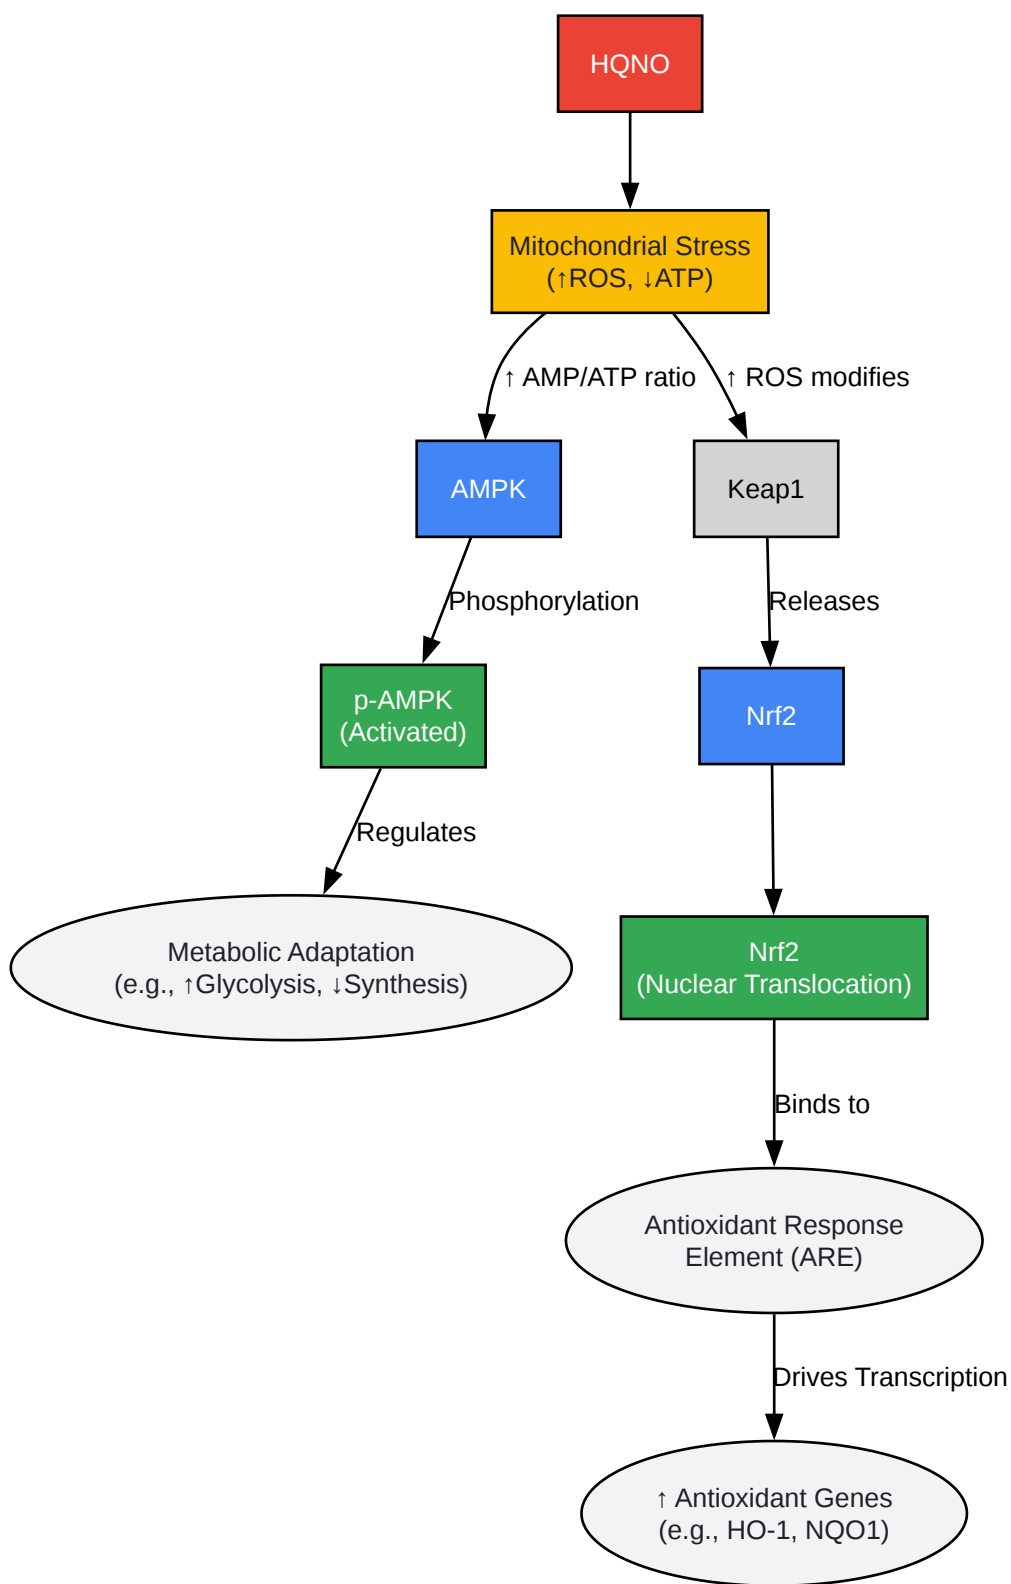 HQNO
Mitochondrial Stress
(↑ROS, ↓ATP)
↑ AMP/ATP ratio
↑ ROS modifies
AMPK
Keap1
Phosphorylation
Releases
p-AMPK
(Activated)
Nrf2
Regulates
Metabolic Adaptation
(e.g., ↑Glycolysis, ↓Synthesis)
Nrf2
(Nuclear Translocation)
Binds to
Antioxidant Response
Element (ARE)
Drives Transcription
↑ Antioxidant Genes
(e.g., HO-1, NQO1)